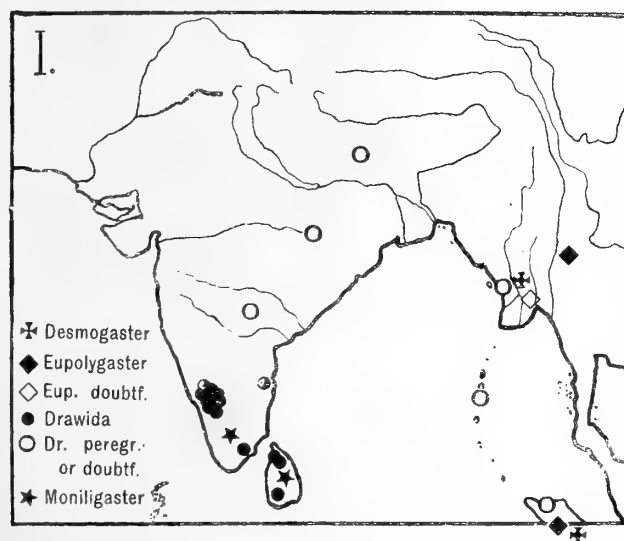 I.
Desmogaster
Eupolygaster
Eup. doubtf.
Drawida
Dr. peregr.
or doubtf.
Moniligaster